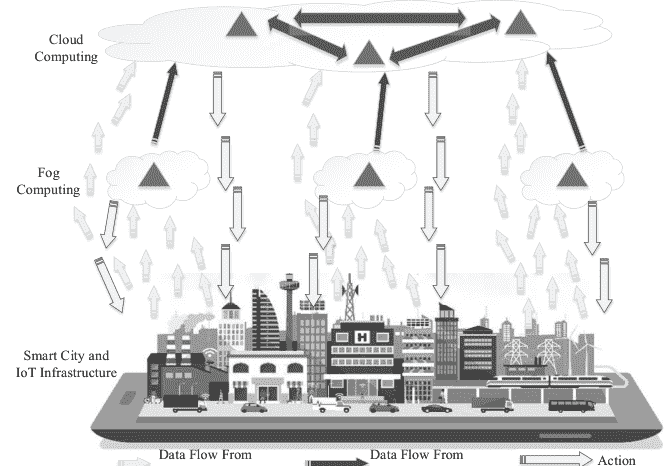 Cloud
Computing
Fog
Computing
H
Smart City and
IoT Infrastructure
Data Flow From
Data Flow From
Action